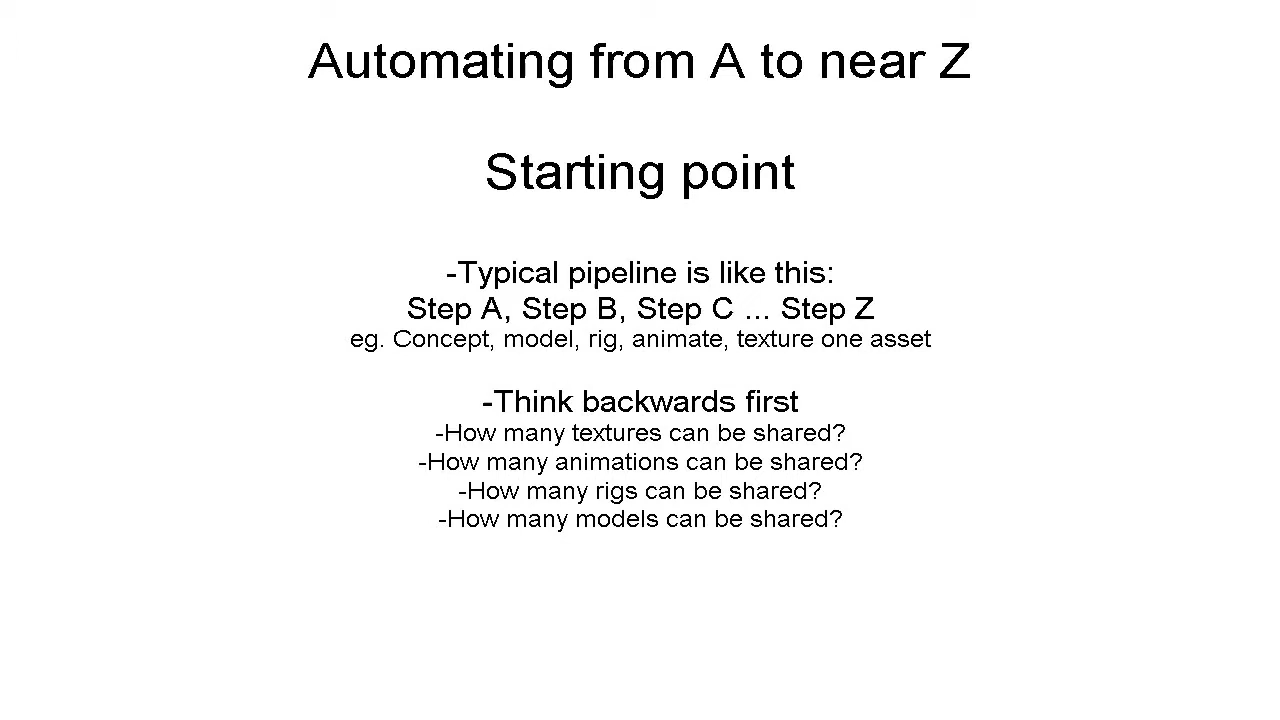 Automating from A to near Z
Starting point
-Typical pipeline is like this:
Step A, Step B, Step C ... Step Z
eg. Concept, model, rig, animate, texture one asset
-Think backwards first
-How many textures can be shared?
-How many animations can be shared?
-How many rigs can be shared?
-How many models can be shared?